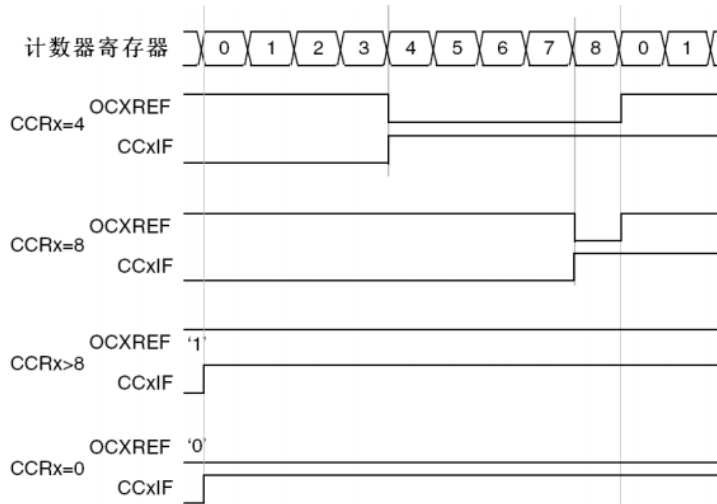 计数器寄存器 0 1 2 3 4 5 6 7 8 0 1
OCXREF
CCRx=4
CCxIF
OCXREF
CCRx=8
CCxIF
OCXREF ‘1’
CCRx>8
CCxIF
OCXREF ‘0’
CCRx=0
CCxIF